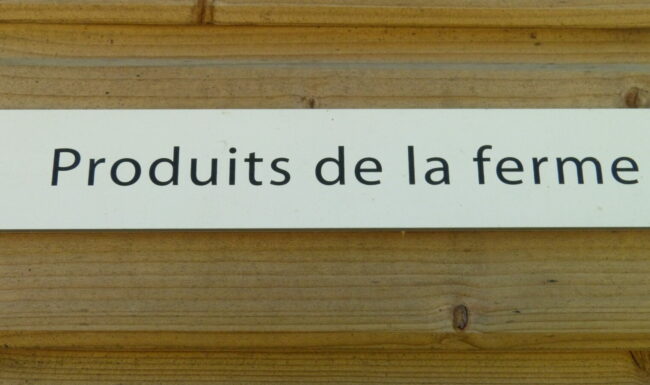 Produits de la ferme